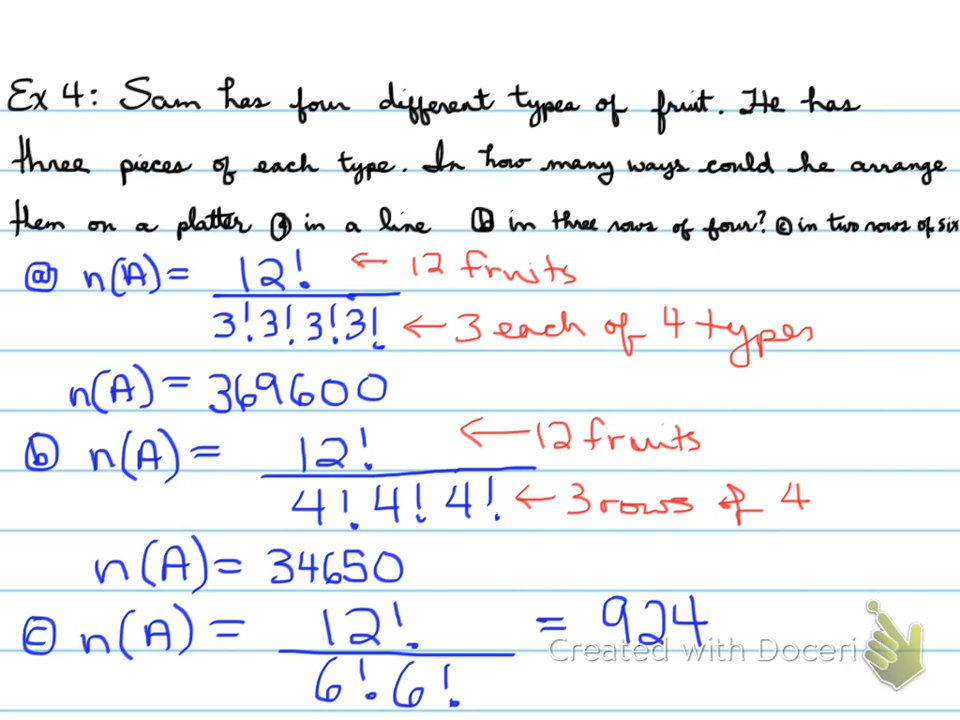 Ex 4: Sam has four different types of fruit. He has
three pieces of each type. In how many ways could he arrange
them on a platter ⓐ in a line ⓑ in three rows of four? ⓒ in two rows of six
ⓐ n(A) = 12! ← 12 fruits
3! 3! 3! 3! ← 3 each of 4 types
n(A) = 369600
ⓑ n(A) = 12! ← 12 fruits
4! 4! 4! ← 3 rows of 4
n(A) = 34650
ⓒ n(A) = 12! = 924
6! 6!
Created with Doceri